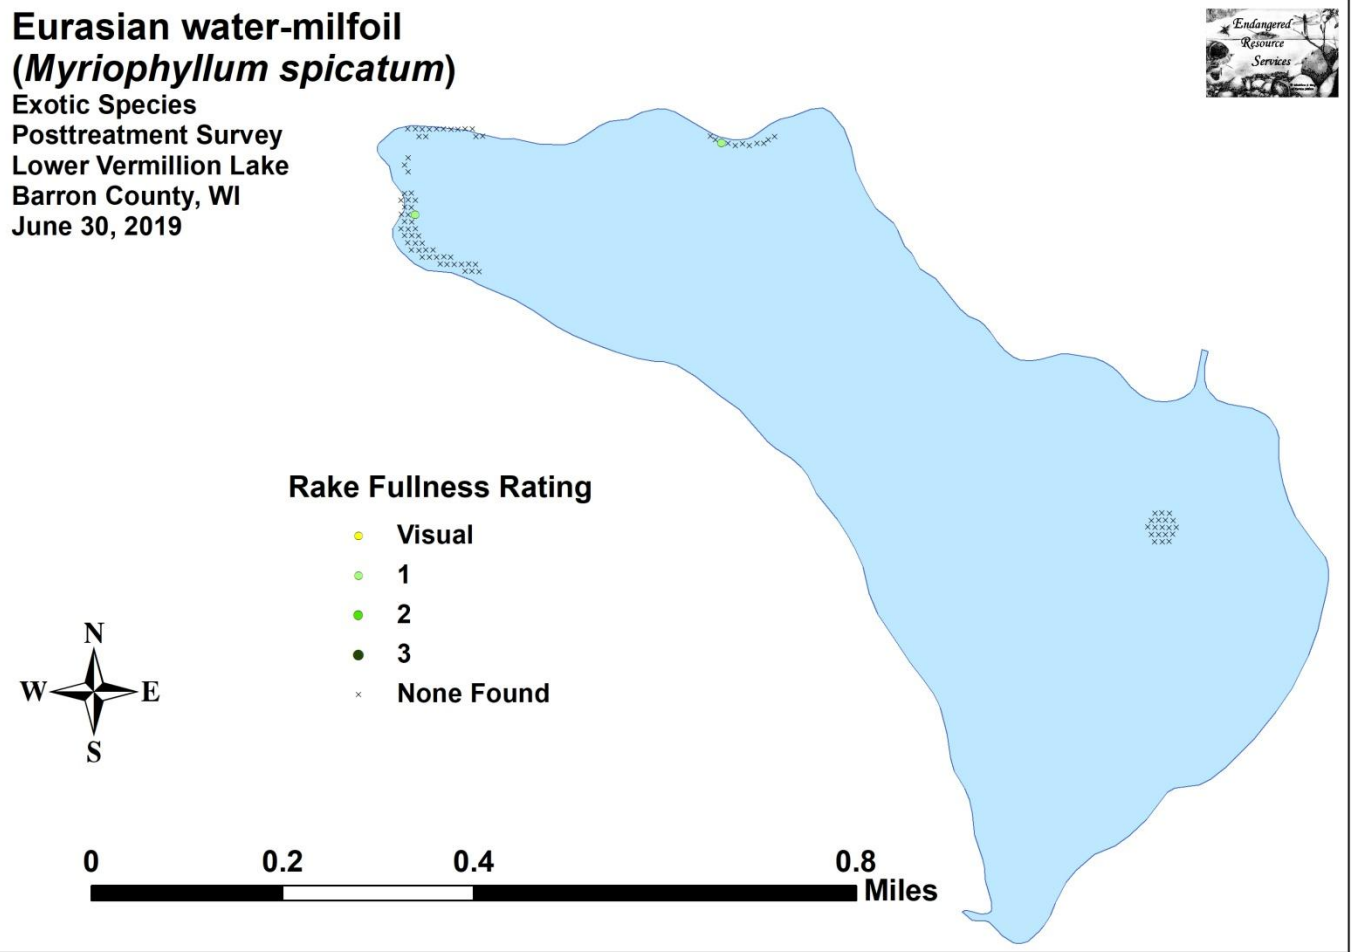 Eurasian water-milfoil
(Myriophyllum spicatum)
Exotic Species
Posttreatment Survey
Lower Vermillion Lake
Barron County, WI
June 30, 2019
Endangered
Resource
Services
Rake Fullness Rating
Visual
1
2
3
None Found
N
W E
S
0 0.2 0.4 0.8
Miles